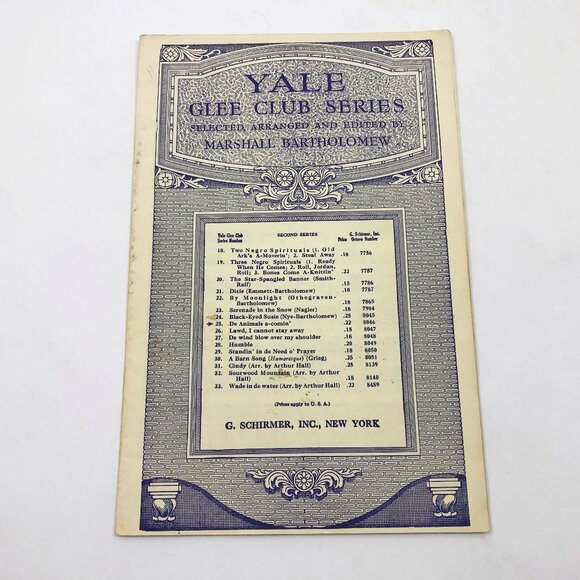 YALE
GLEE CLUB SERIES
SELECTED, ARRANGED AND EDITED BY
MARSHALL BARTHOLOMEW
Yale Glee Club Series Number SECOND SERIES Price G. Schirmer, Inc. Octavo Number
18. Two Negro Spirituals (1. Old
Ark's A-Moverin'; 2. Steal Away .18 7756
19. Three Negro Spirituals (1. Ready
When He Comes; 2. Roll, Jordan,
Roll; 3. Bones Come A-Knittin' .22 7757
20. The Star-Spangled Banner (Smith-
Ralf) .15 7786
21. Dixie (Emmett-Bartholomew) .10 7787
22. By Moonlight (Othegraven-
Bartholomew) .18 7865
23. Serenade in the Snow (Nagler) .18 7984
24. Black-Eyed Susie (Nye-Bartholomew) .25 8045
25. De Animals a-comin' .22 8046
26. Lawd, I cannot stay away .18 8047
27. De wind blow over my shoulder .16 8048
28. Humble .20 8049
29. Standin' in de Need o' Prayer .18 8050
30. A Barn Song (Humoresque) (Grieg) .25 8051
31. Cindy (Arr. by Arthur Hall) .25 8139
32. Sourwood Mountain (Arr. by Arthur
Hall) .18 8140
33. Wade in de water (Arr. by Arthur Hall) .22 8489
(Prices apply to U. S. A.)
G. SCHIRMER, INC., NEW YORK